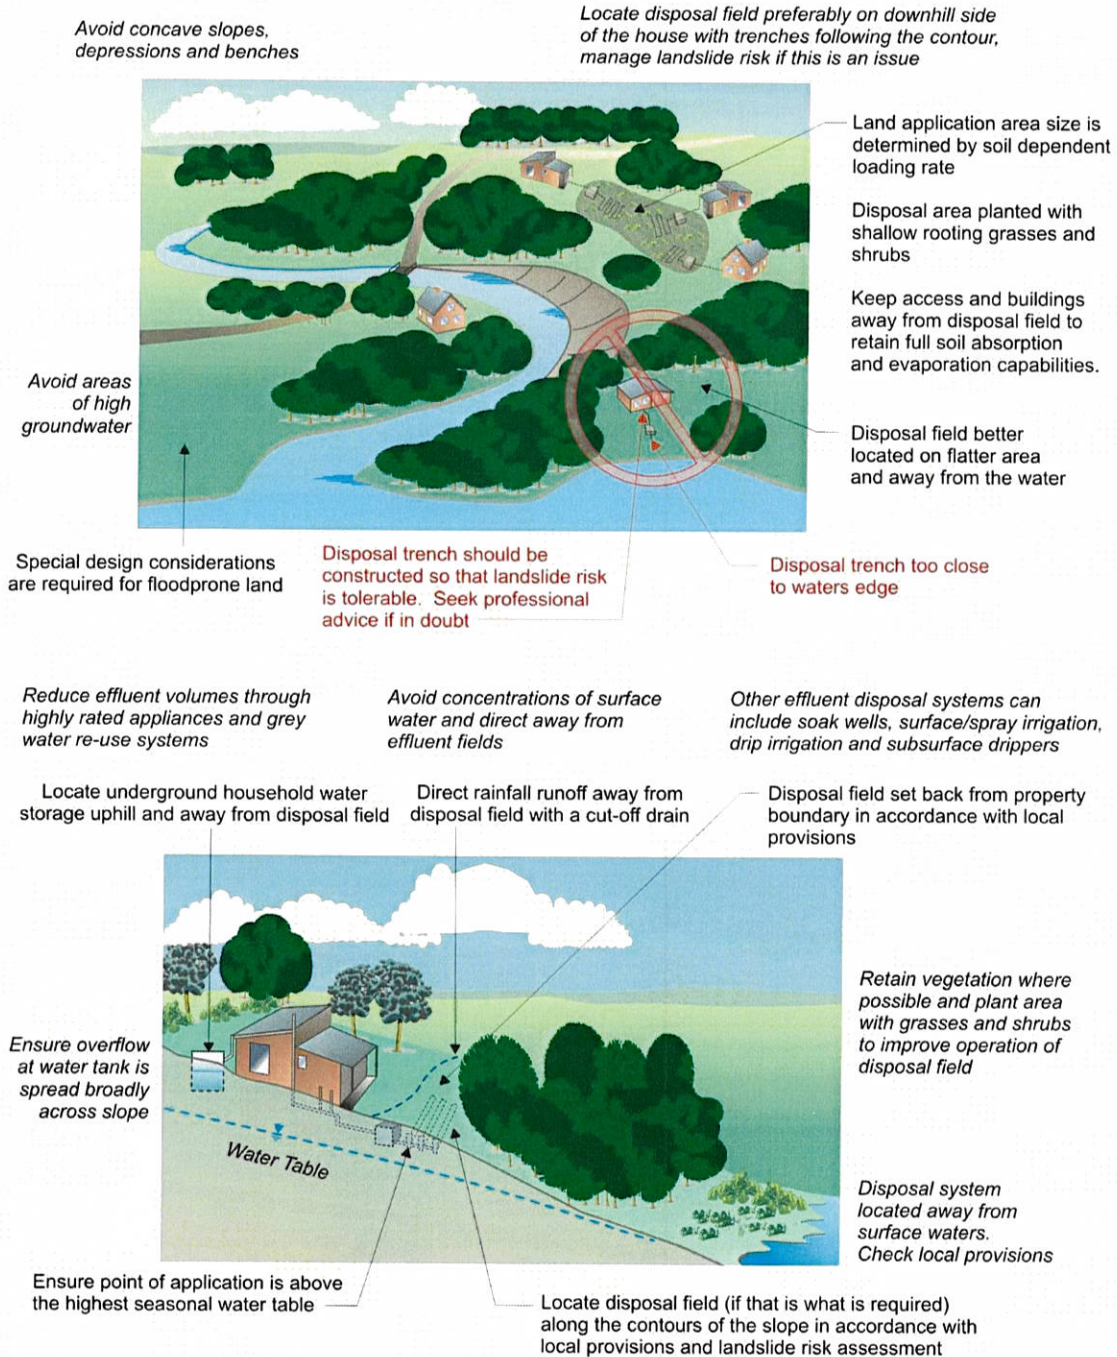 Avoid concave slopes,
depressions and benches
Locate disposal field preferably on downhill side
of the house with trenches following the contour,
manage landslide risk if this is an issue
Land application area size is
determined by soil dependent
loading rate
Disposal area planted with
shallow rooting grasses and
shrubs
Keep access and buildings
away from disposal field to
retain full soil absorption
and evaporation capabilities.
Avoid areas
of high
groundwater
Disposal field better
located on flatter area
and away from the water
Special design considerations
are required for floodprone land
Disposal trench should be
constructed so that landslide risk
is tolerable. Seek professional
advice if in doubt
Disposal trench too close
to waters edge
Reduce effluent volumes through
highly rated appliances and grey
water re-use systems
Avoid concentrations of surface
water and direct away from
effluent fields
Other effluent disposal systems can
include soak wells, surface/spray irrigation,
drip irrigation and subsurface drippers
Locate underground household water
storage uphill and away from disposal field
Direct rainfall runoff away from
disposal field with a cut-off drain
Disposal field set back from property
boundary in accordance with local
provisions
Ensure overflow
at water tank is
spread broadly
across slope
Water Table
Retain vegetation where
possible and plant area
with grasses and shrubs
to improve operation of
disposal field
Disposal system
located away from
surface waters.
Check local provisions
Ensure point of application is above
the highest seasonal water table
Locate disposal field (if that is what is required)
along the contours of the slope in accordance with
local provisions and landslide risk assessment